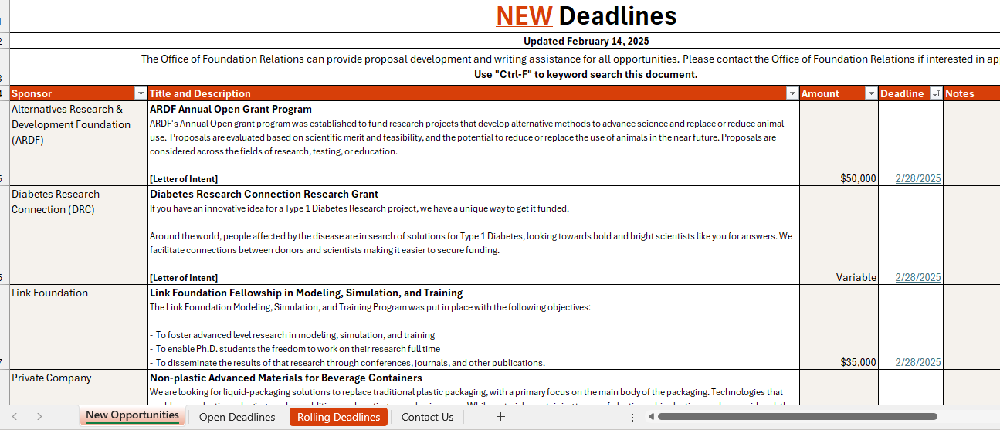 NEW Deadlines
Updated February 14, 2025
The Office of Foundation Relations can provide proposal development and writing assistance for all opportunities. Please contact the Office of Foundation Relations if interested in ap
Use "Ctrl-F" to keyword search this document.
Sponsor Title and Description Amount Deadline Notes
Alternatives Research &
Development Foundation
(ARDF)
ARDF Annual Open Grant Program
ARDF's Annual Open grant program was established to fund research projects that develop alternative methods to advance science and replace or reduce animal
use. Proposals are evaluated based on scientific merit and feasibility, and the potential to reduce or replace the use of animals in the near future. Proposals are
considered across the fields of research, testing, or education.
[Letter of Intent]
$50,000
2/28/2025
Diabetes Research
Connection (DRC)
Diabetes Research Connection Research Grant
If you have an innovative idea for a Type 1 Diabetes Research project, we have a unique way to get it funded.
Around the world, people affected by the disease are in search of solutions for Type 1 Diabetes, looking towards bold and bright scientists like you for answers. We
facilitate connections between donors and scientists making it easier to secure funding.
[Letter of Intent]
Variable
2/28/2025
Link Foundation
Link Foundation Fellowship in Modeling, Simulation, and Training
The Link Foundation Modeling, Simulation, and Training Program was put in place with the following objectives:
- To foster advanced level research in modeling, simulation, and training
- To enable Ph.D. students the freedom to work on their research full time
- To disseminate the results of that research through conferences, journals, and other publications.
$35,000
2/28/2025
Private Company
Non-plastic Advanced Materials for Beverage Containers
We are looking for liquid-packaging solutions to replace traditional plastic packaging, with a primary focus on the main body of the packaging. Technologies that
New Opportunities Open Deadlines Rolling Deadlines Contact Us